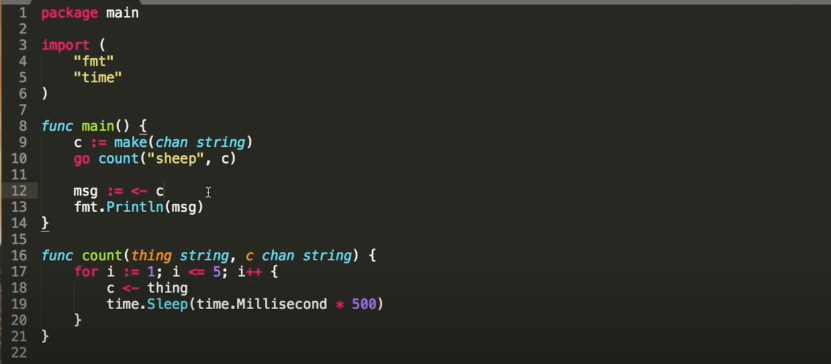 1 package main
2
3 import (
4     "fmt"
5     "time"
6 )
7
8 func main() {
9     c := make(chan string)
10     go count("sheep", c)
11
12     msg := <- c
13     fmt.Println(msg)
14 }
15
16 func count(thing string, c chan string) {
17     for i := 1; i <= 5; i++ {
18         c <- thing
19         time.Sleep(time.Millisecond * 500)
20     }
21 }
22